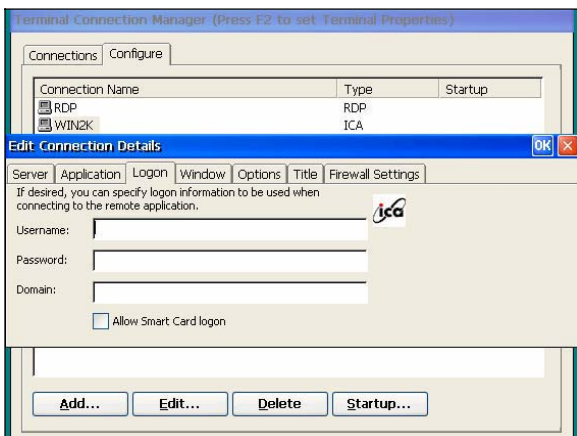 Terminal Connection Manager (Press F2 to set Terminal Properties)
Connections Configure
Connection Name Type Startup
RDP RDP
WIN2K ICA
Edit Connection Details OK ×
Server Application Logon Window Options Title Firewall Settings
If desired, you can specify logon information to be used when
connecting to the remote application.
ica
Username:
Password:
Domain:
Allow Smart Card logon
Add... Edit... Delete Startup...